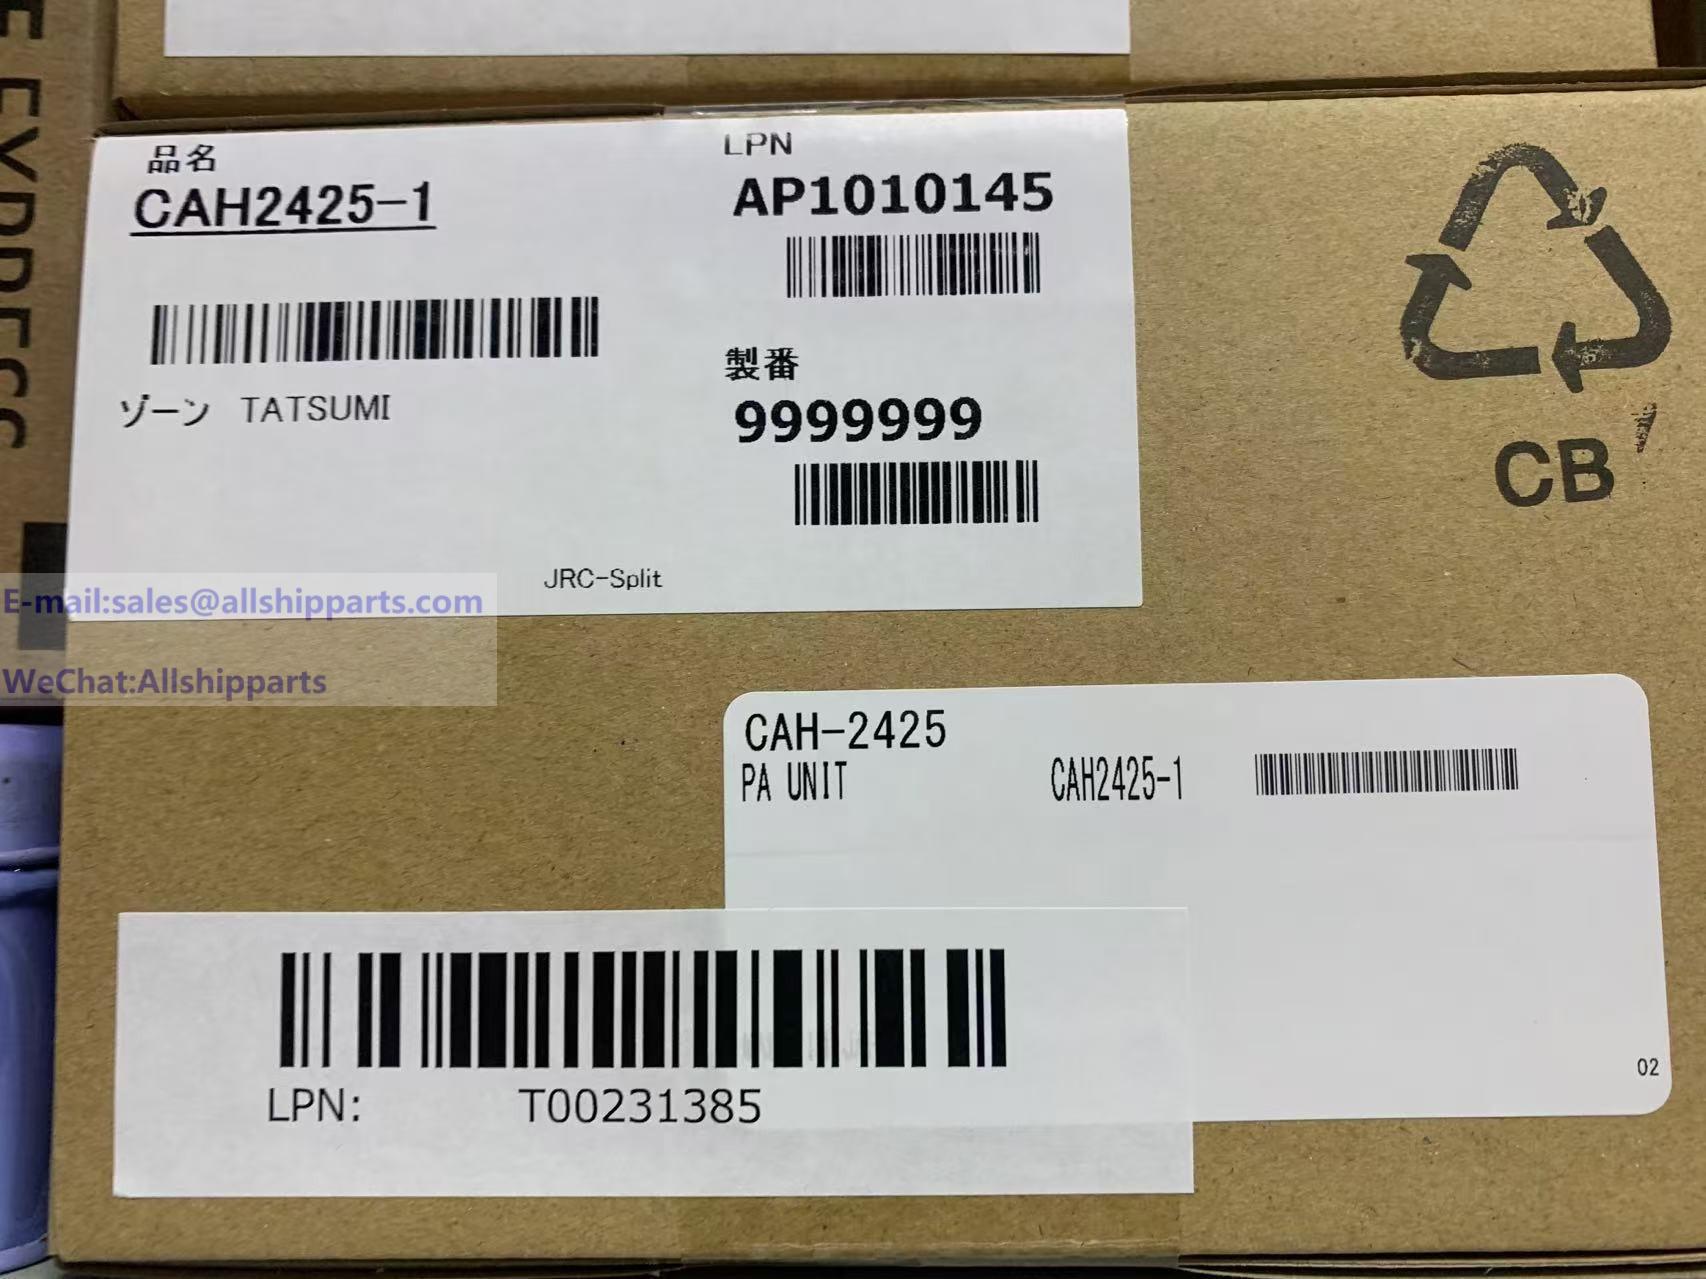 EXPRESS
品名
CAH2425-1
ゾーン TATSUMI
LPN
AP1010145
製番
9999999
JRC-Split
CB
E-mail:sales@allshipparts.com
WeChat:Allshipparts
CAH-2425
PA UNIT CAH2425-1
02
LPN: T00231385